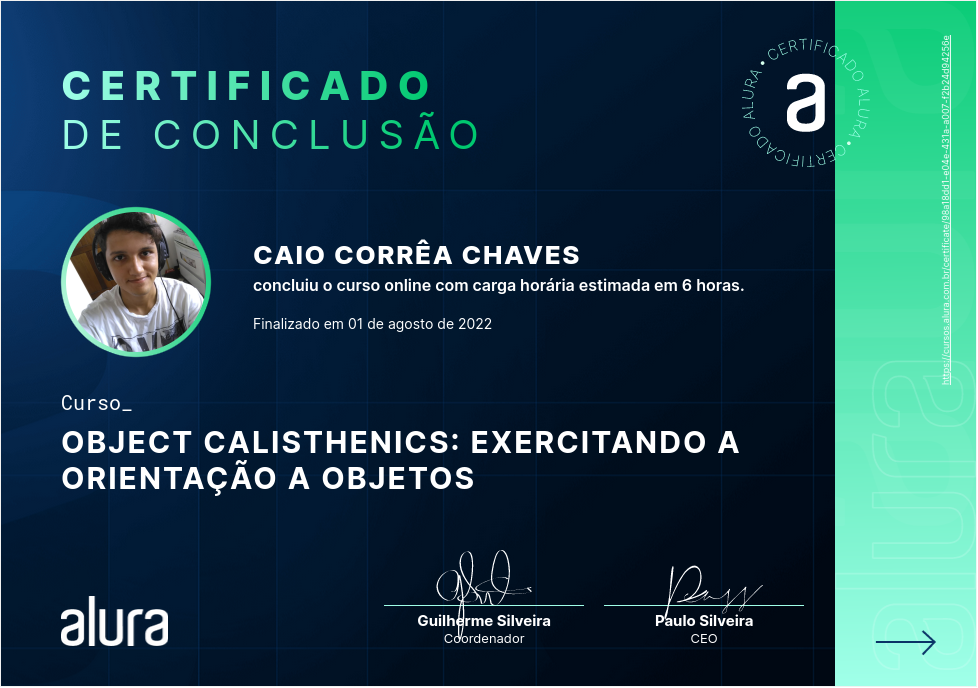 CERTIFICADO
DE CONCLUSÃO
CERTIFICADO ALURA • CERTIFICADO ALURA •
a
CAIO CORRÊA CHAVES
concluiu o curso online com carga horária estimada em 6 horas.
Finalizado em 01 de agosto de 2022
Curso_
OBJECT CALISTHENICS: EXERCITANDO A
ORIENTAÇÃO A OBJETOS
alura
Guilherme Silveira
Coordenador
Paulo Silveira
CEO
https://cursos.alura.com.br/certificate/96a18dd1-e04e-431a-a007-f2b24d94256e
alura